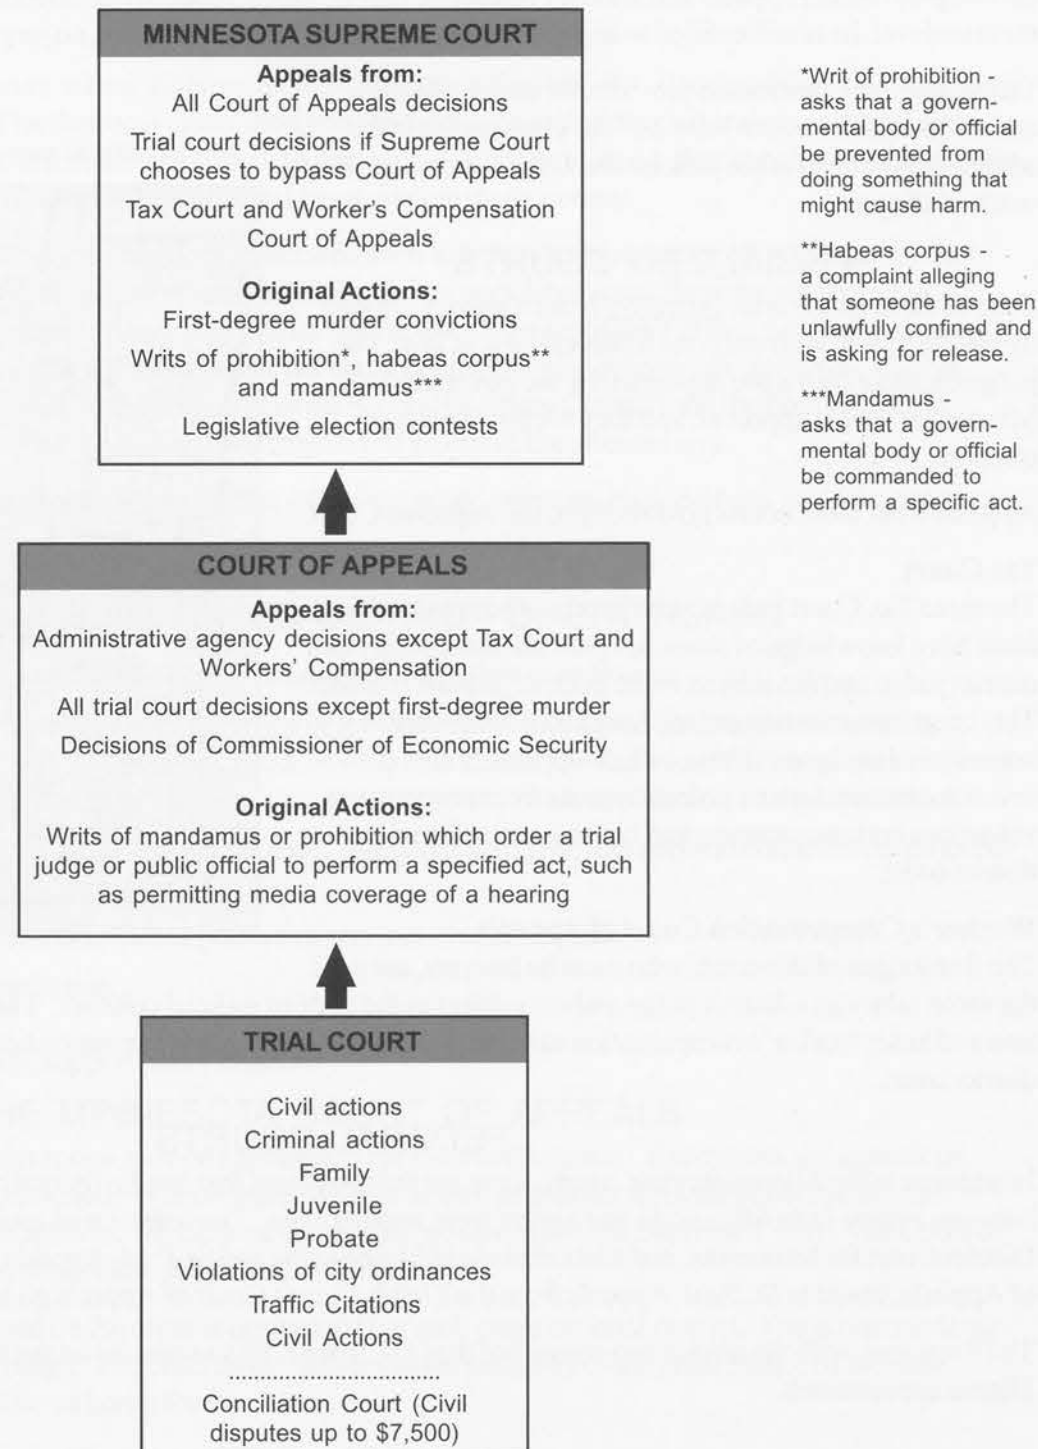 MINNESOTA SUPREME COURT
Appeals from:
All Court of Appeals decisions
Trial court decisions if Supreme Court
chooses to bypass Court of Appeals
Tax Court and Worker's Compensation
Court of Appeals
Original Actions:
First-degree murder convictions
Writs of prohibition*, habeas corpus**
and mandamus***
Legislative election contests
*Writ of prohibition -
asks that a govern-
mental body or official
be prevented from
doing something that
might cause harm.
**Habeas corpus -
a complaint alleging
that someone has been
unlawfully confined and
is asking for release.
***Mandamus -
asks that a govern-
mental body or official
be commanded to
perform a specific act.
COURT OF APPEALS
Appeals from:
Administrative agency decisions except Tax Court and
Workers' Compensation
All trial court decisions except first-degree murder
Decisions of Commissioner of Economic Security
Original Actions:
Writs of mandamus or prohibition which order a trial
judge or public official to perform a specified act, such
as permitting media coverage of a hearing
TRIAL COURT
Civil actions
Criminal actions
Family
Juvenile
Probate
Violations of city ordinances
Traffic Citations
Civil Actions
.................................
Conciliation Court (Civil
disputes up to $7,500)